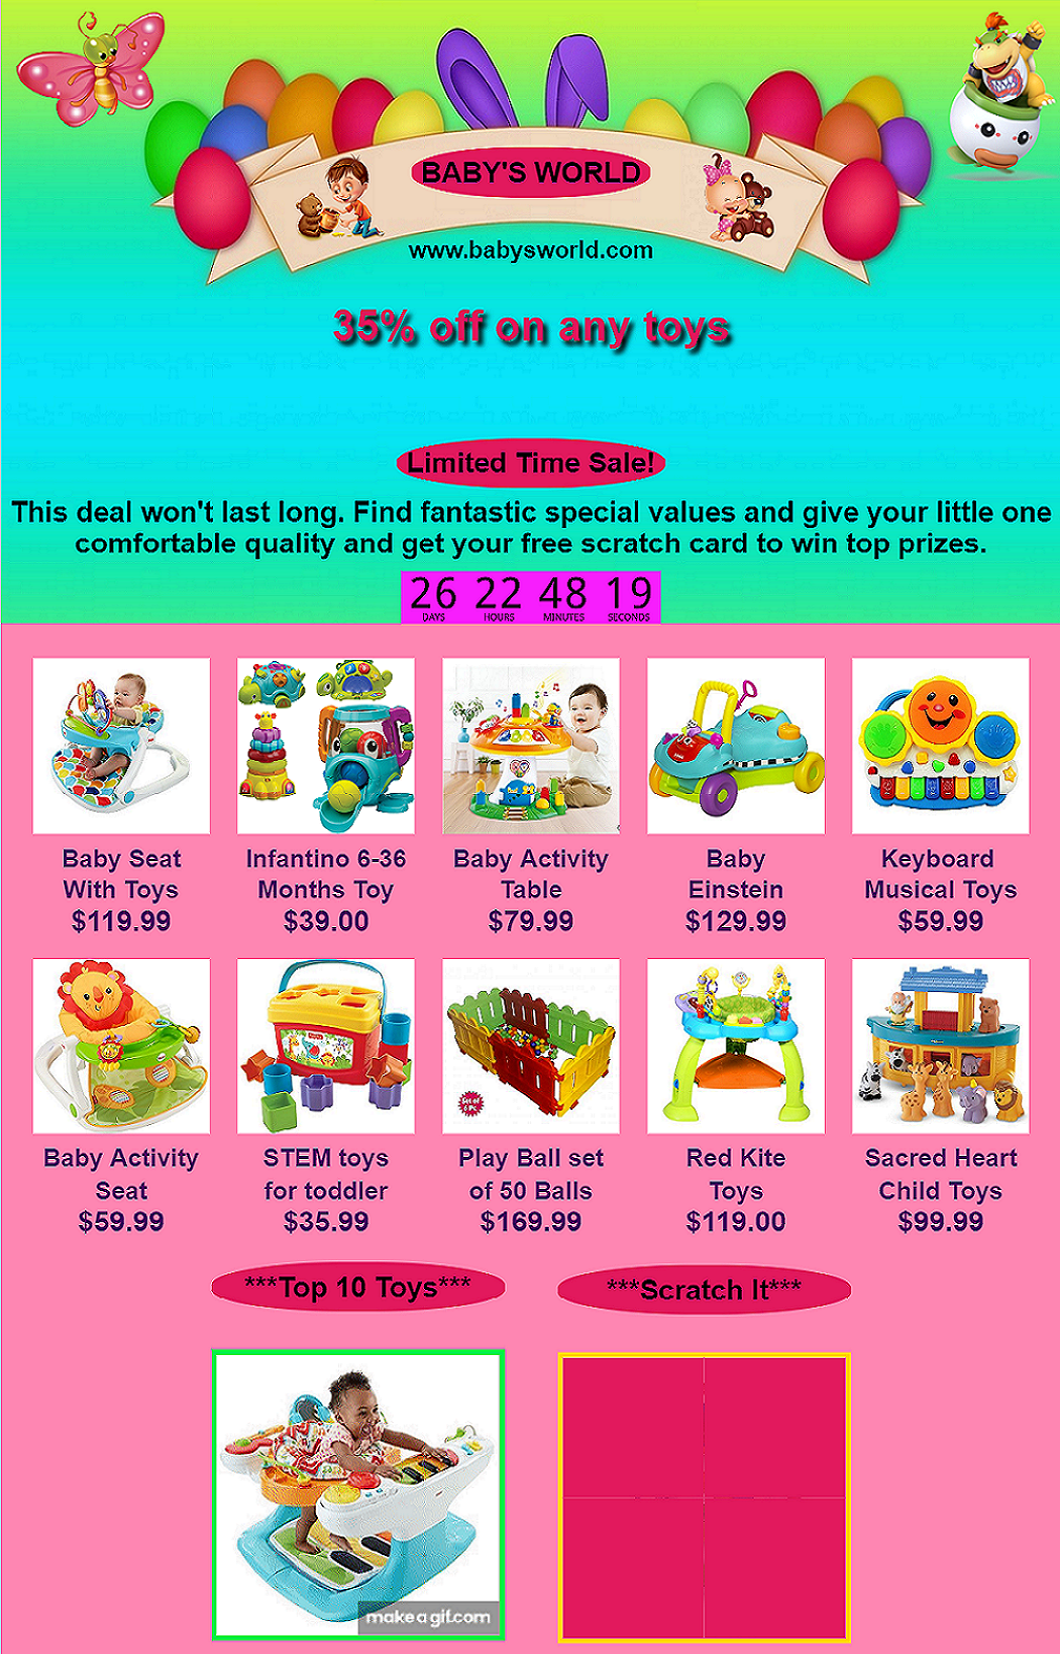 BABY'S WORLD
www.babysworld.com
35% off on any toys
Limited Time Sale!
This deal won't last long. Find fantastic special values and give your little one
comfortable quality and get your free scratch card to win top prizes.
26 22 48 19
DAYS HOURS MINUTES SECONDS
Baby Seat
With Toys
$119.99
Infantino 6-36
Months Toy
$39.00
Baby Activity
Table
$79.99
Baby
Einstein
$129.99
Keyboard
Musical Toys
$59.99
Set of
6 Pc
Baby Activity
Seat
$59.99
STEM toys
for toddler
$35.99
Play Ball set
of 50 Balls
$169.99
Red Kite
Toys
$119.00
Sacred Heart
Child Toys
$99.99
***Top 10 Toys***
***Scratch It***
makeagif.com